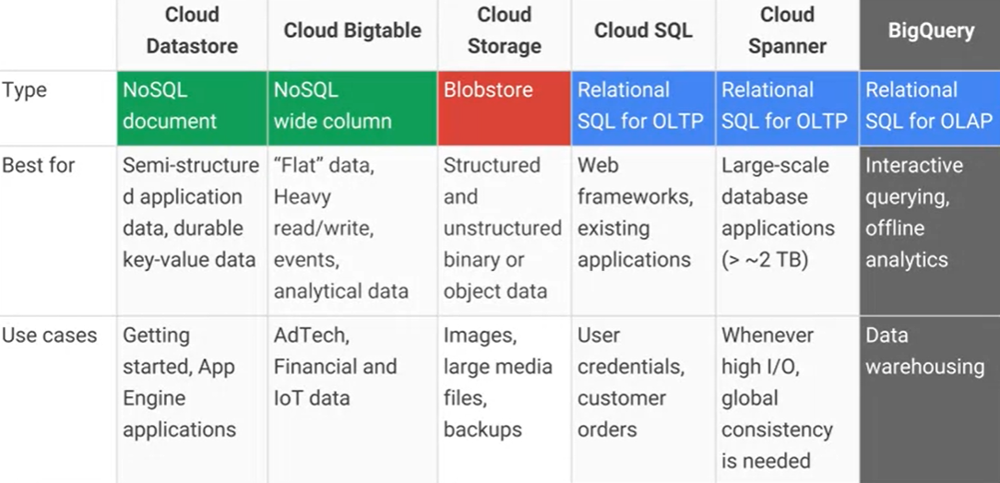 Cloud Datastore
Cloud Bigtable
Cloud Storage
Cloud SQL
Cloud Spanner
BigQuery
Type
NoSQL
document
NoSQL
wide column
Blobstore
Relational
SQL for OLTP
Relational
SQL for OLTP
Relational
SQL for OLAP
Best for
Semi-structure
d application
data, durable
key-value data
“Flat” data,
Heavy
read/write,
events,
analytical data
Structured
and
unstructured
binary or
object data
Web
frameworks,
existing
applications
Large-scale
database
applications
(> ~2 TB)
Interactive
querying,
offline
analytics
Use cases
Getting
started, App
Engine
applications
AdTech,
Financial and
IoT data
Images,
large media
files,
backups
User
credentials,
customer
orders
Whenever
high I/O,
global
consistency
is needed
Data
warehousing